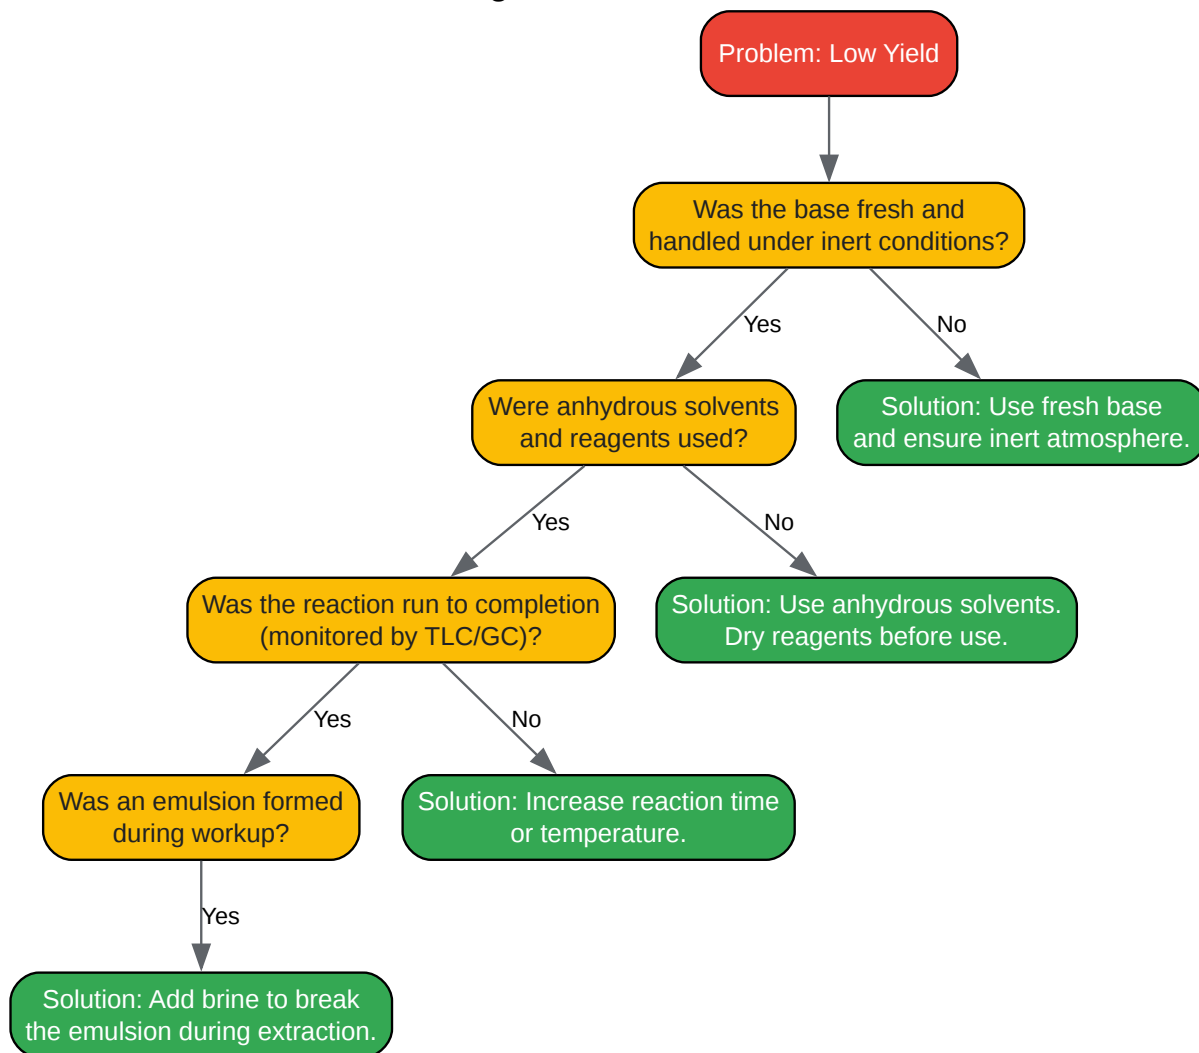 Problem: Low Yield
Was the base fresh and
handled under inert conditions?
Yes
No
Were anhydrous solvents
and reagents used?
Solution: Use fresh base
and ensure inert atmosphere.
Yes
No
Was the reaction run to completion
(monitored by TLC/GC)?
Solution: Use anhydrous solvents.
Dry reagents before use.
Yes
No
Was an emulsion formed
during workup?
Solution: Increase reaction time
or temperature.
Yes
Solution: Add brine to break
the emulsion during extraction.